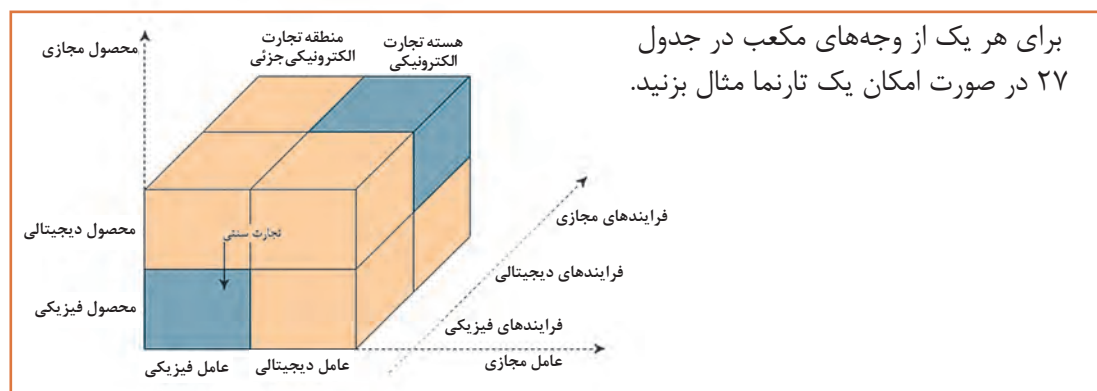 برای هر یک از وجه‌های مکعب در جدول
۲۷ در صورت امکان یک تارنما مثال بزنید.
هسته تجارت
الکترونیکی
منطقه تجارت
الکترونیکی‌جزئی
محصول مجازی
محصول دیجیتالی
محصول فیزیکی
تجارت سنتی
فرایندهای مجازی
فرایندهای دیجیتالی
فرایندهای فیزیکی
عامل مجازی
عامل دیجیتالی
عامل فیزیکی